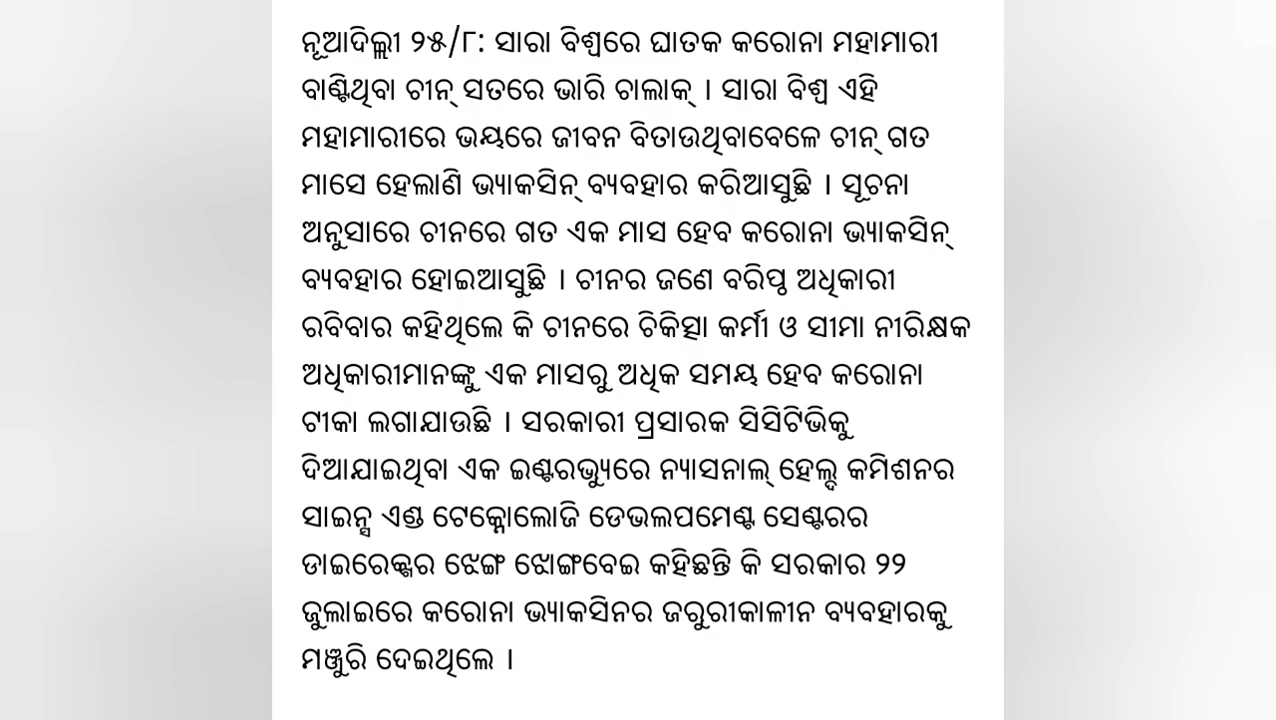 ନୂଆଦିଲ୍ଲୀ ୨୫/୮: ସାରା ବିଶ୍ୱରେ ଘାତକ କରୋନା ମହାମାରୀ
ବାଣ୍ଟିଥିବା ଚୀନ୍ ସତରେ ଭାରି ଚାଲାକ୍ । ସାରା ବିଶ୍ୱ ଏହି
ମହାମାରୀରେ ଭୟରେ ଜୀବନ ବିତାଉଥିବାବେଳେ ଚୀନ୍ ଗତ
ମାସେ ହେଲାଣି ଭ୍ୟାକସିନ୍ ବ୍ୟବହାର କରିଆସୁଛି । ସୂଚନା
ଅନୁସାରେ ଚୀନରେ ଗତ ଏକ ମାସ ହେବ କରୋନା ଭ୍ୟାକସିନ୍
ବ୍ୟବହାର ହୋଇଆସୁଛି । ଚୀନର ଜଣେ ବରିଷ୍ଠ ଅଧିକାରୀ
ରବିବାର କହିଥିଲେ କି ଚୀନରେ ଚିକିତ୍ସା କର୍ମୀ ଓ ସୀମା ନୀରିକ୍ଷକ
ଅଧିକାରୀମାନଙ୍କୁ ଏକ ମାସରୁ ଅଧିକ ସମୟ ହେବ କରୋନା
ଟୀକା ଲଗାଯାଉଛି । ସରକାରୀ ପ୍ରସାରକ ସିସିଟିଭିକୁ
ଦିଆଯାଇଥିବା ଏକ ଇଣ୍ଟରଭ୍ୟୁରେ ନ୍ୟାସନାଲ୍ ହେଲ୍ଥ କମିଶନର
ସାଇନ୍ସ ଏଣ୍ଡ ଟେକ୍ନୋଲୋଜି ଡେଭଲପମେଣ୍ଟ ସେଣ୍ଟରର
ଡାଇରେକ୍ଟର ଝେଙ୍ଗ ଝୋଙ୍ଗବେଇ କହିଛନ୍ତି କି ସରକାର ୨୨
ଜୁଲାଇରେ କରୋନା ଭ୍ୟାକସିନର ଜରୁରୀକାଳୀନ ବ୍ୟବହାରକୁ
ମଞ୍ଜୁରି ଦେଇଥିଲେ ।